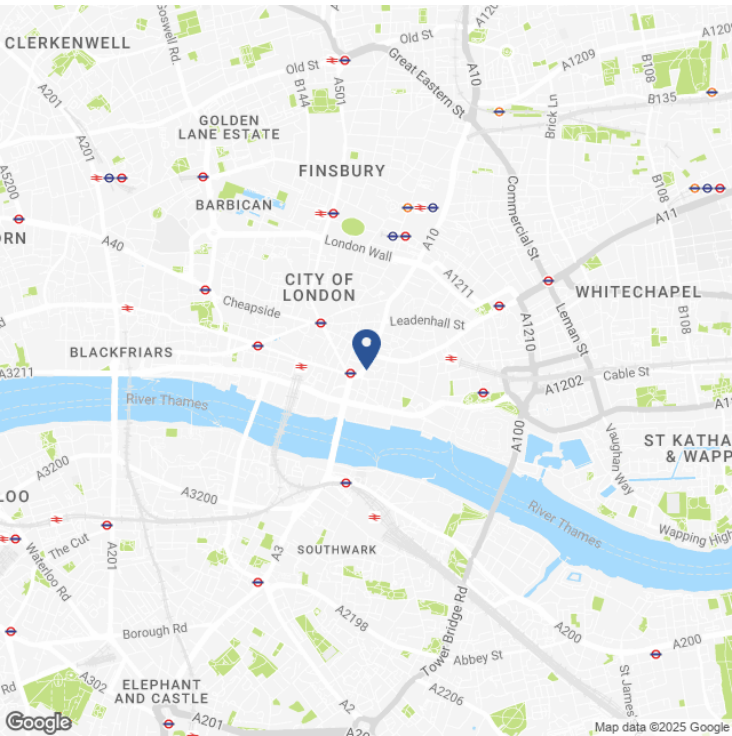 A1209
Old St
A10
CLERKENWELL
Goswell Rd.
Great Eastern St
A1209
Old St
A501
B144
B108
A201
B135
Brick Ln
GOLDEN
LANE ESTATE
A201
A5200
FINSBURY
Commercial St
B108
BARBICAN
A11
ORN
A40
London Wall
A10
CITY OF
LONDON
A1211
WHITECHAPEL
Cheapside
Leadenhall St
A1210
Leman St
B108
BLACKFRIARS
A3211
A1202
Cable St
River Thames
A100
ST KATHA
& WAPP
Vaughan Way
A3200
LOO
A3200
River Thames
Wapping High
The Cut
A201
A3
SOUTHWARK
Waterloo Rd
Tower Bridge Rd
A2198
Borough Rd
A200
A200
Abbey St
Rd
A302
ELEPHANT
AND CASTLE
A2
A2206
St James'
A201
A20
Google
Map data ©2025 Google